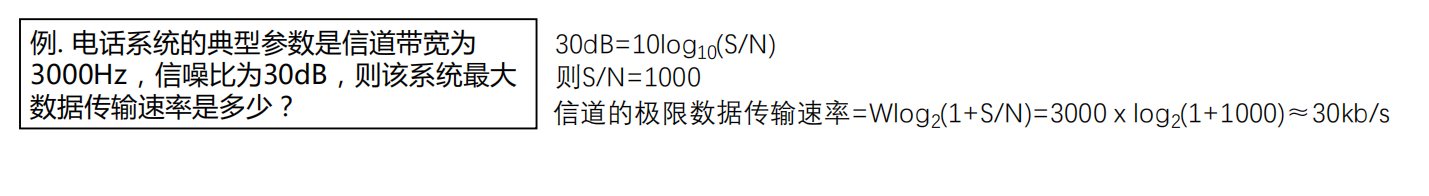 例. 电话系统的典型参数是信道带宽为
3000Hz，信噪比为30dB，则该系统最大
数据传输速率是多少？
30dB=10log₁₀(S/N)
则S/N=1000
信道的极限数据传输速率=Wlog₂(1+S/N)=3000 x log₂(1+1000)≈30kb/s